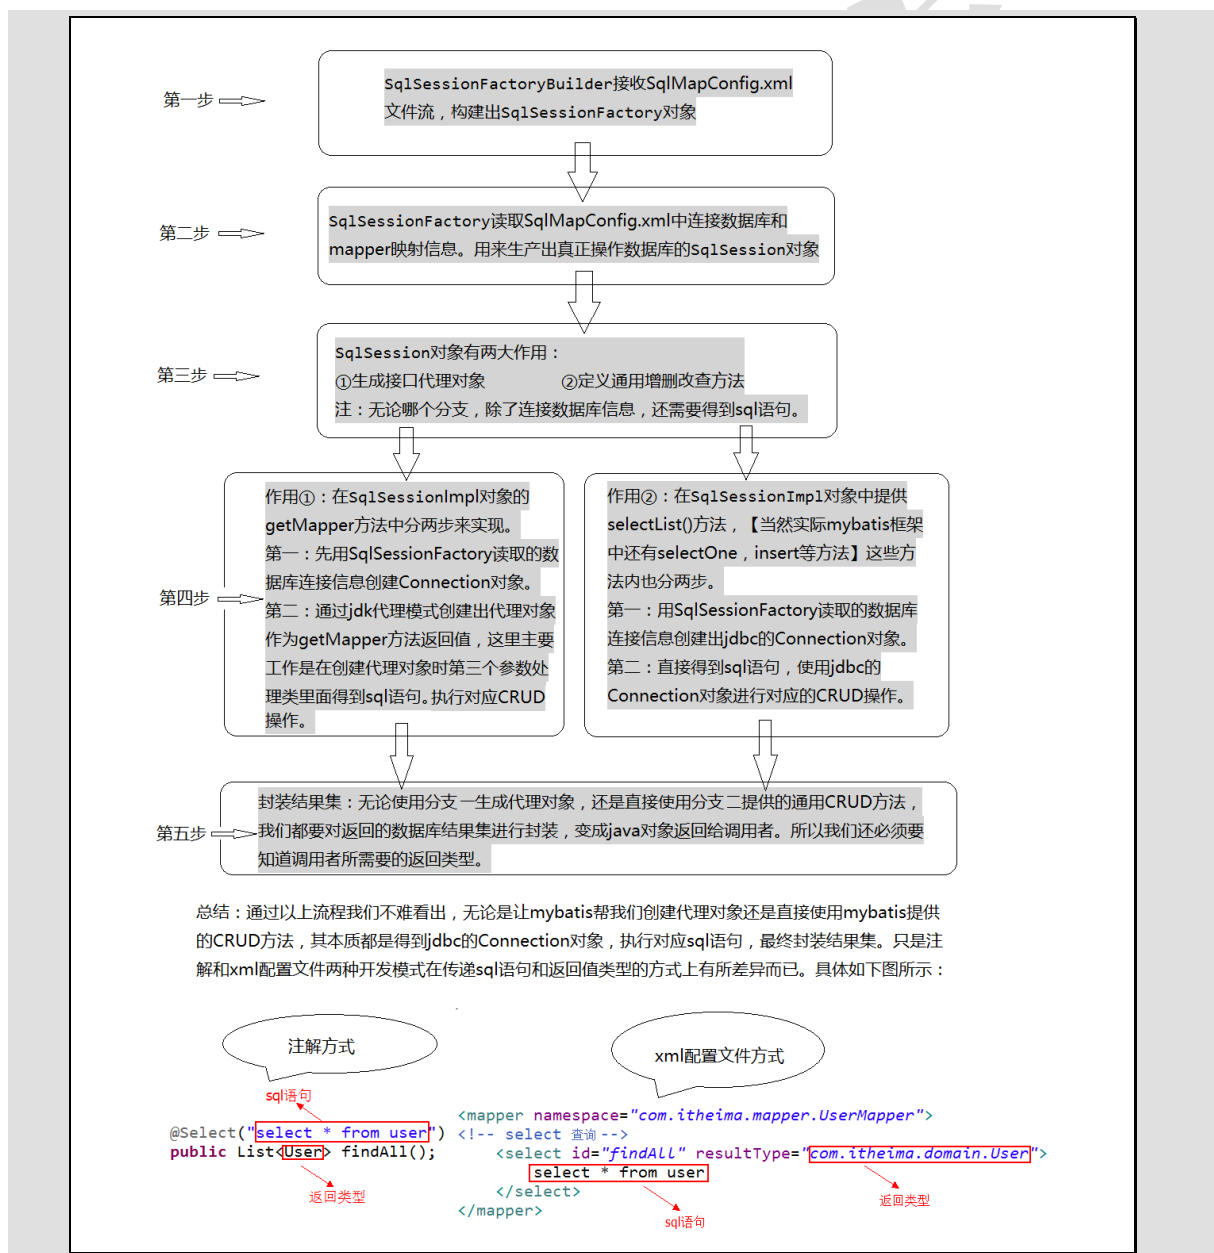 第一步
SqlSessionFactoryBuilder接收SqlMapConfig.xml
文件流，构建出SqlSessionFactory对象
第二步
SqlSessionFactory读取SqlMapConfig.xml中连接数据库和
mapper映射信息。用来生产出真正操作数据库的SqlSession对象
第三步
SqlSession对象有两大作用：
①生成接口代理对象 ②定义通用增删改查方法
注：无论哪个分支，除了连接数据库信息，还需要得到sql语句。
第四步
作用①：在SqlSessionImpl对象的
getMapper方法中分两步来实现。
第一：先用SqlSessionFactory读取的数
据库连接信息创建Connection对象。
第二：通过jdk代理模式创建出代理对象
作为getMapper方法返回值，这里主要
工作是在创建代理对象时第三个参数处
理类里面得到sql语句。执行对应CRUD
操作。
作用②：在SqlSessionImpl对象中提供
selectList()方法，【当然实际mybatis框架
中还有selectOne，insert等方法】这些方
法内也分两步。
第一：用SqlSessionFactory读取的数据库
连接信息创建出jdbc的Connection对象。
第二：直接得到sql语句，使用jdbc的
Connection对象进行对应的CRUD操作。
第五步
封装结果集：无论使用分支一生成代理对象，还是直接使用分支二提供的通用CRUD方法，
我们都要对返回的数据库结果集进行封装，变成java对象返回给调用者。所以我们还必须要
知道调用者所需要的返回类型。
总结：通过以上流程我们不难看出，无论是让mybatis帮我们创建代理对象还是直接使用mybatis提供
的CRUD方法，其本质都是得到jdbc的Connection对象，执行对应sql语句，最终封装结果集。只是注
解和xml配置文件两种开发模式在传递sql语句和返回值类型的方式上有所差异而已。具体如下图所示：
注解方式
sql语句
@Select("select * from user")
public List<User> findAll();
返回类型
xml配置文件方式
<mapper namespace="com.itheima.mapper.UserMapper">
<!-- select 查询 -->
<select id="findAll" resultType="com.itheima.domain.User">
select * from user
</select>
</mapper>
返回类型
sql语句